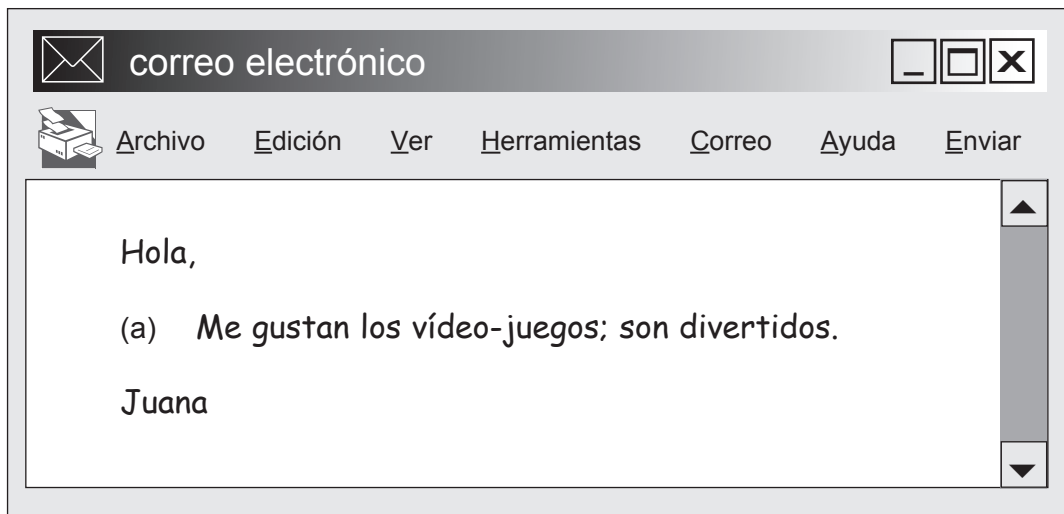 correo electrónico
Archivo Edición Ver Herramientas Correo Ayuda Enviar
Hola,
(a) Me gustan los vídeo-juegos; son divertidos.
Juana